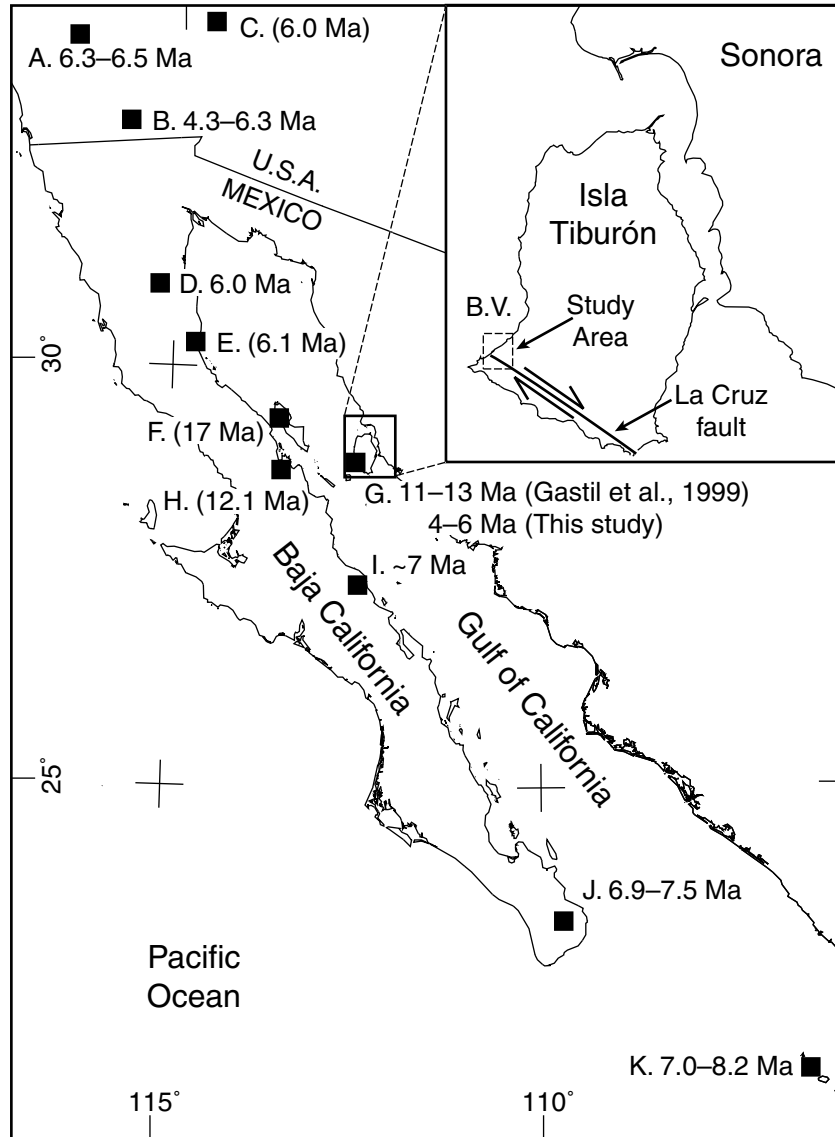 C. (6.0 Ma)
A. 6.3–6.5 Ma
B. 4.3–6.3 Ma
U.S.A.
MEXICO
D. 6.0 Ma
E. (6.1 Ma)
30°
F. (17 Ma)
H. (12.1 Ma)
G. 11–13 Ma (Gastil et al., 1999)
4–6 Ma (This study)
I. ~7 Ma
Baja California
Gulf of California
25°
J. 6.9–7.5 Ma
Pacific
Ocean
K. 7.0–8.2 Ma
115°
110°
Sonora
Isla
Tiburón
B.V.
Study
Area
La Cruz
fault